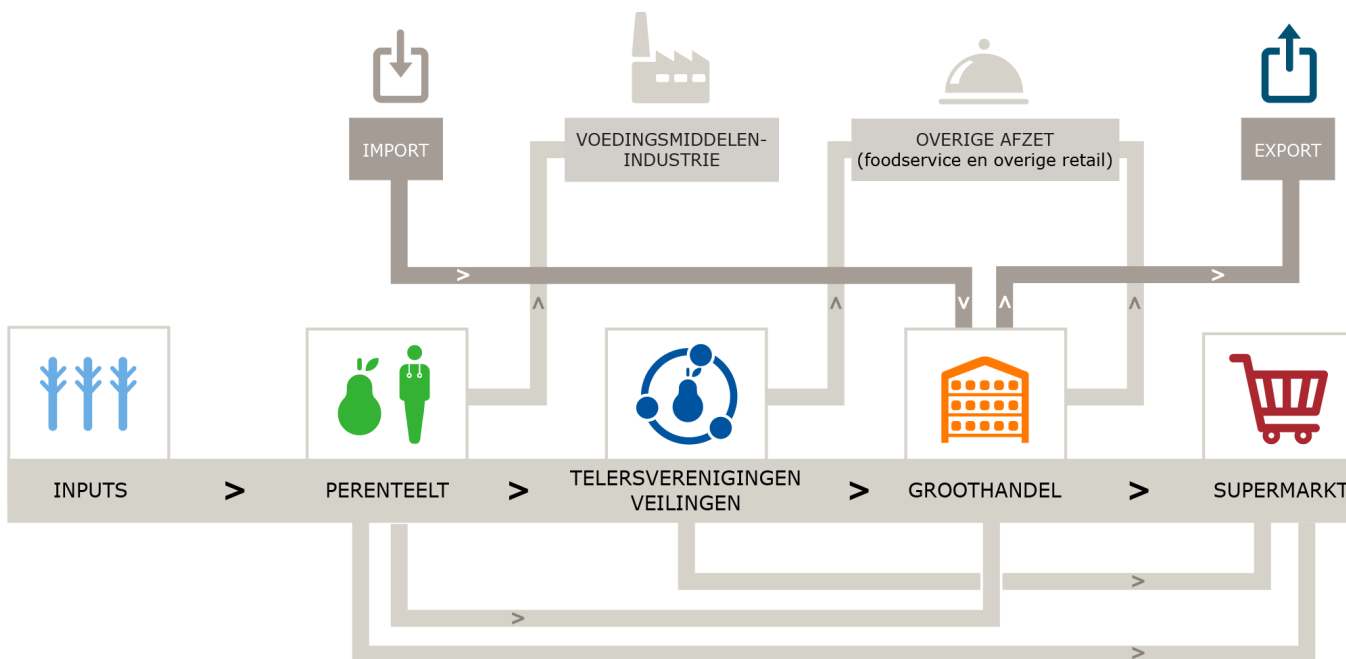 IMPORT
VOEDINGSMIDDELEN-
INDUSTRIE
OVERIGE AFZET
(foodservice en overige retail)
EXPORT
INPUTS > PERENTEELT > TELERSVERENIGINGEN
VEILINGEN > GROOTHANDEL > SUPERMARKT